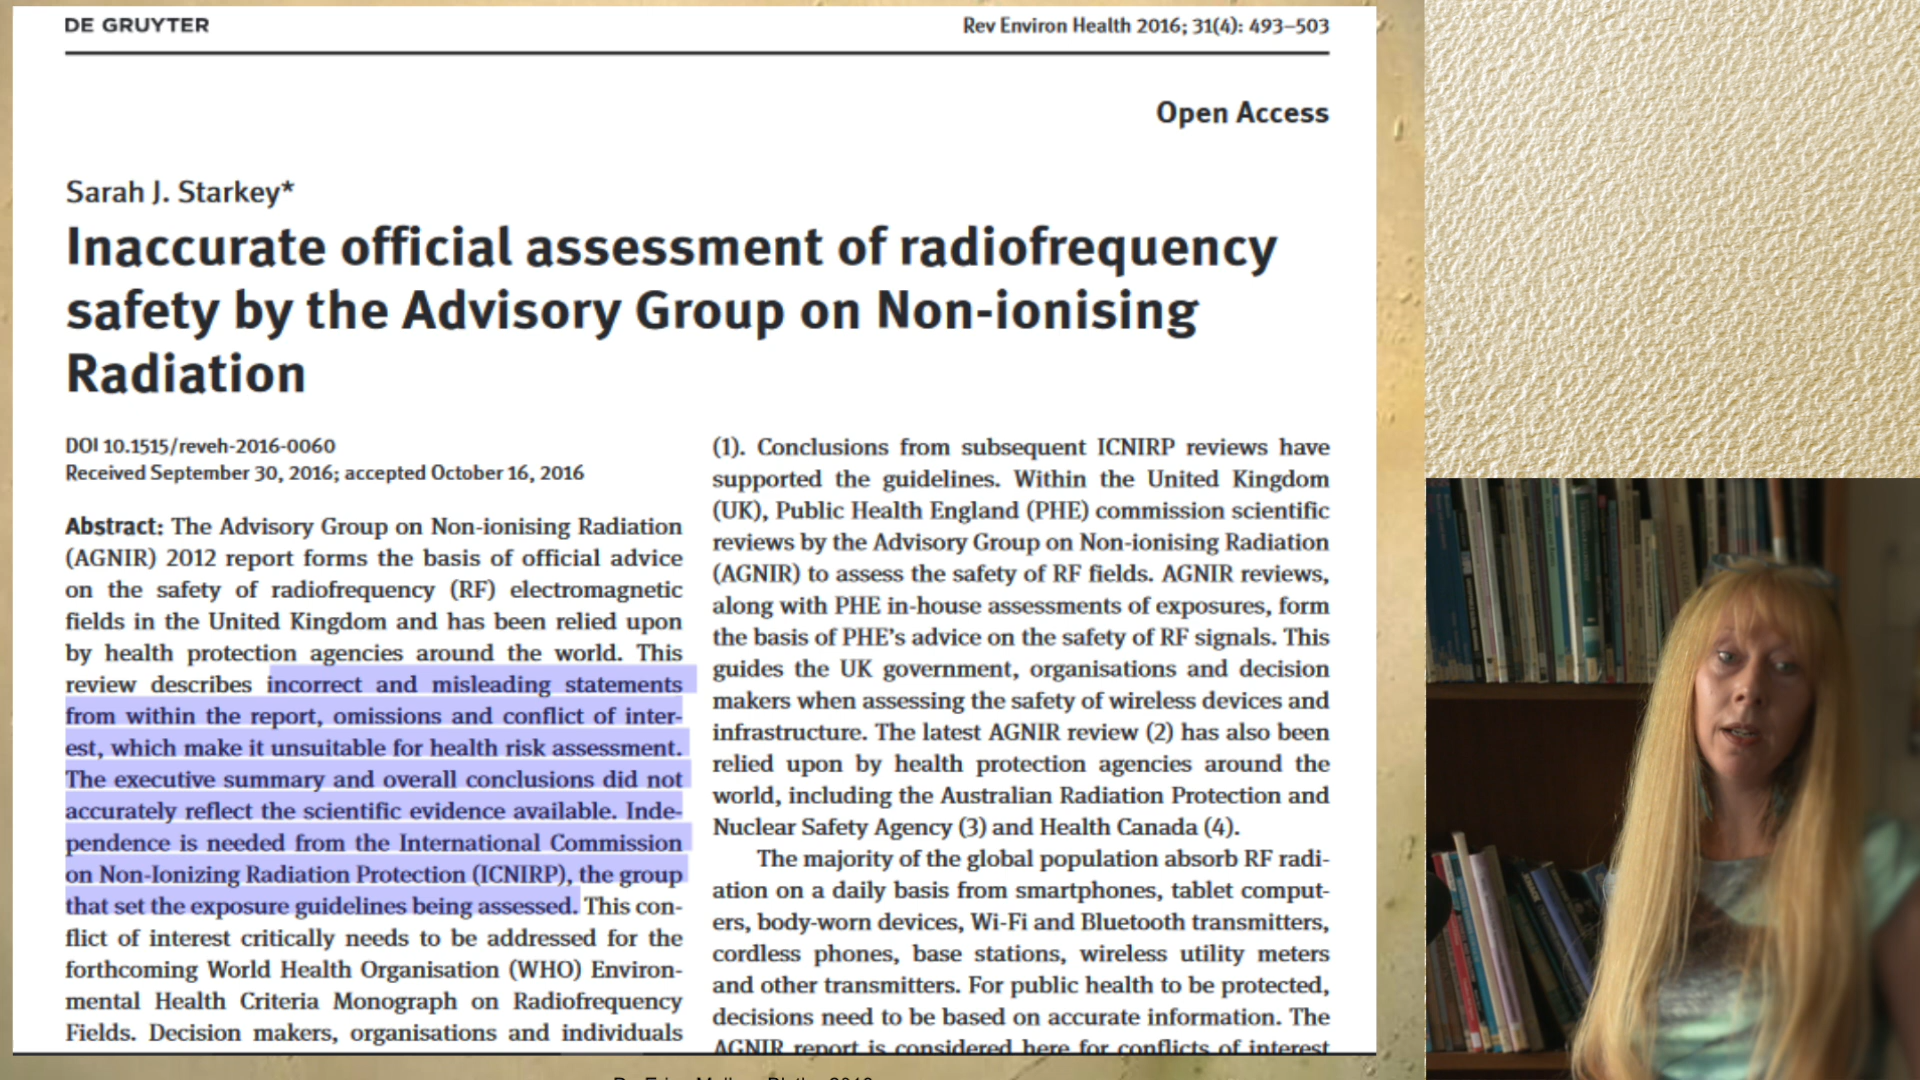 DE GRUYTER
Rev Environ Health 2016; 31(4): 493–503
Open Access
Sarah J. Starkey*
Inaccurate official assessment of radiofrequency
safety by the Advisory Group on Non-ionising
Radiation
DOI 10.1515/reveh-2016-0060
Received September 30, 2016; accepted October 16, 2016
Abstract: The Advisory Group on Non-ionising Radiation
(AGNIR) 2012 report forms the basis of official advice
on the safety of radiofrequency (RF) electromagnetic
fields in the United Kingdom and has been relied upon
by health protection agencies around the world. This
review describes incorrect and misleading statements
from within the report, omissions and conflict of inter-
est, which make it unsuitable for health risk assessment.
The executive summary and overall conclusions did not
accurately reflect the scientific evidence available. Inde-
pendence is needed from the International Commission
on Non-Ionizing Radiation Protection (ICNIRP), the group
that set the exposure guidelines being assessed. This con-
flict of interest critically needs to be addressed for the
forthcoming World Health Organisation (WHO) Environ-
mental Health Criteria Monograph on Radiofrequency
Fields. Decision makers, organisations and individuals
(1). Conclusions from subsequent ICNIRP reviews have
supported the guidelines. Within the United Kingdom
(UK), Public Health England (PHE) commission scientific
reviews by the Advisory Group on Non-ionising Radiation
(AGNIR) to assess the safety of RF fields. AGNIR reviews,
along with PHE in-house assessments of exposures, form
the basis of PHE’s advice on the safety of RF signals. This
guides the UK government, organisations and decision
makers when assessing the safety of wireless devices and
infrastructure. The latest AGNIR review (2) has also been
relied upon by health protection agencies around the
world, including the Australian Radiation Protection and
Nuclear Safety Agency (3) and Health Canada (4).
The majority of the global population absorb RF radi-
ation on a daily basis from smartphones, tablet comput-
ers, body-worn devices, Wi-Fi and Bluetooth transmitters,
cordless phones, base stations, wireless utility meters
and other transmitters. For public health to be protected,
decisions need to be based on accurate information. The
AGNIR report is considered here for conflicts of interest